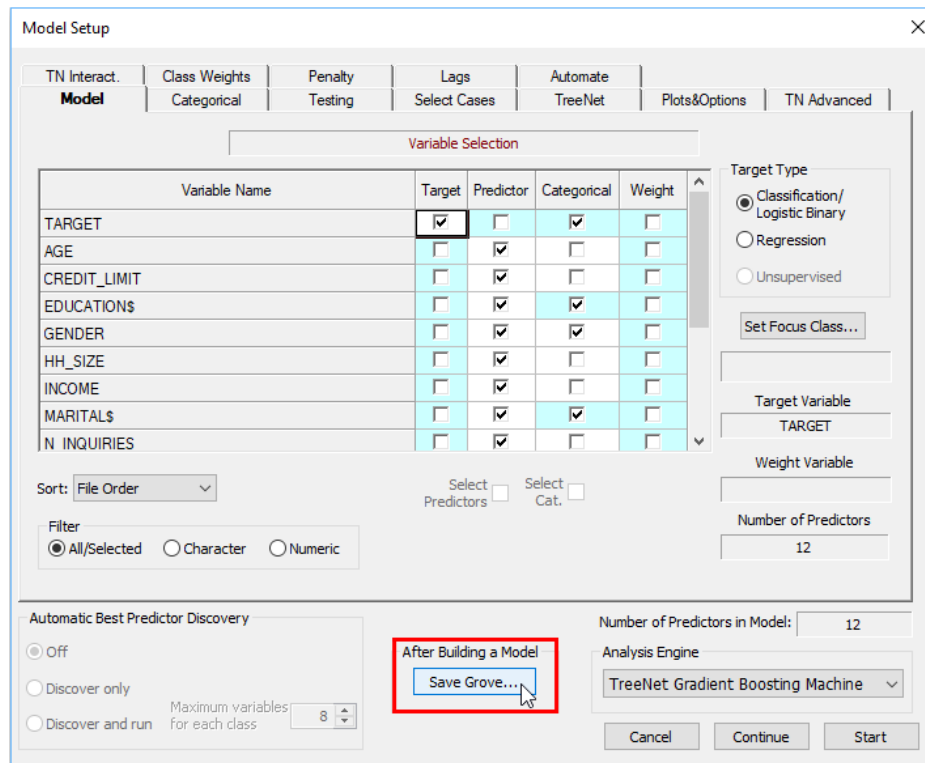 Model Setup
TN Interact. Class Weights Penalty Lags Automate
Model Categorical Testing Select Cases TreeNet Plots&Options TN Advanced
Variable Selection
Variable Name Target Predictor Categorical Weight
TARGET
AGE
CREDIT_LIMIT
EDUCATION$
GENDER
HH_SIZE
INCOME
MARITAL$
N_INQUIRIES
Sort: File Order
Select Predictors
Select Cat.
Filter
All/Selected Character Numeric
Target Type
Classification/
Logistic Binary
Regression
Unsupervised
Set Focus Class...
Target Variable
TARGET
Weight Variable
Number of Predictors
12
Automatic Best Predictor Discovery
Off
Discover only
Discover and run
Maximum variables
for each class
8
After Building a Model
Save Grove...
Number of Predictors in Model: 12
Analysis Engine
TreeNet Gradient Boosting Machine
Cancel Continue Start